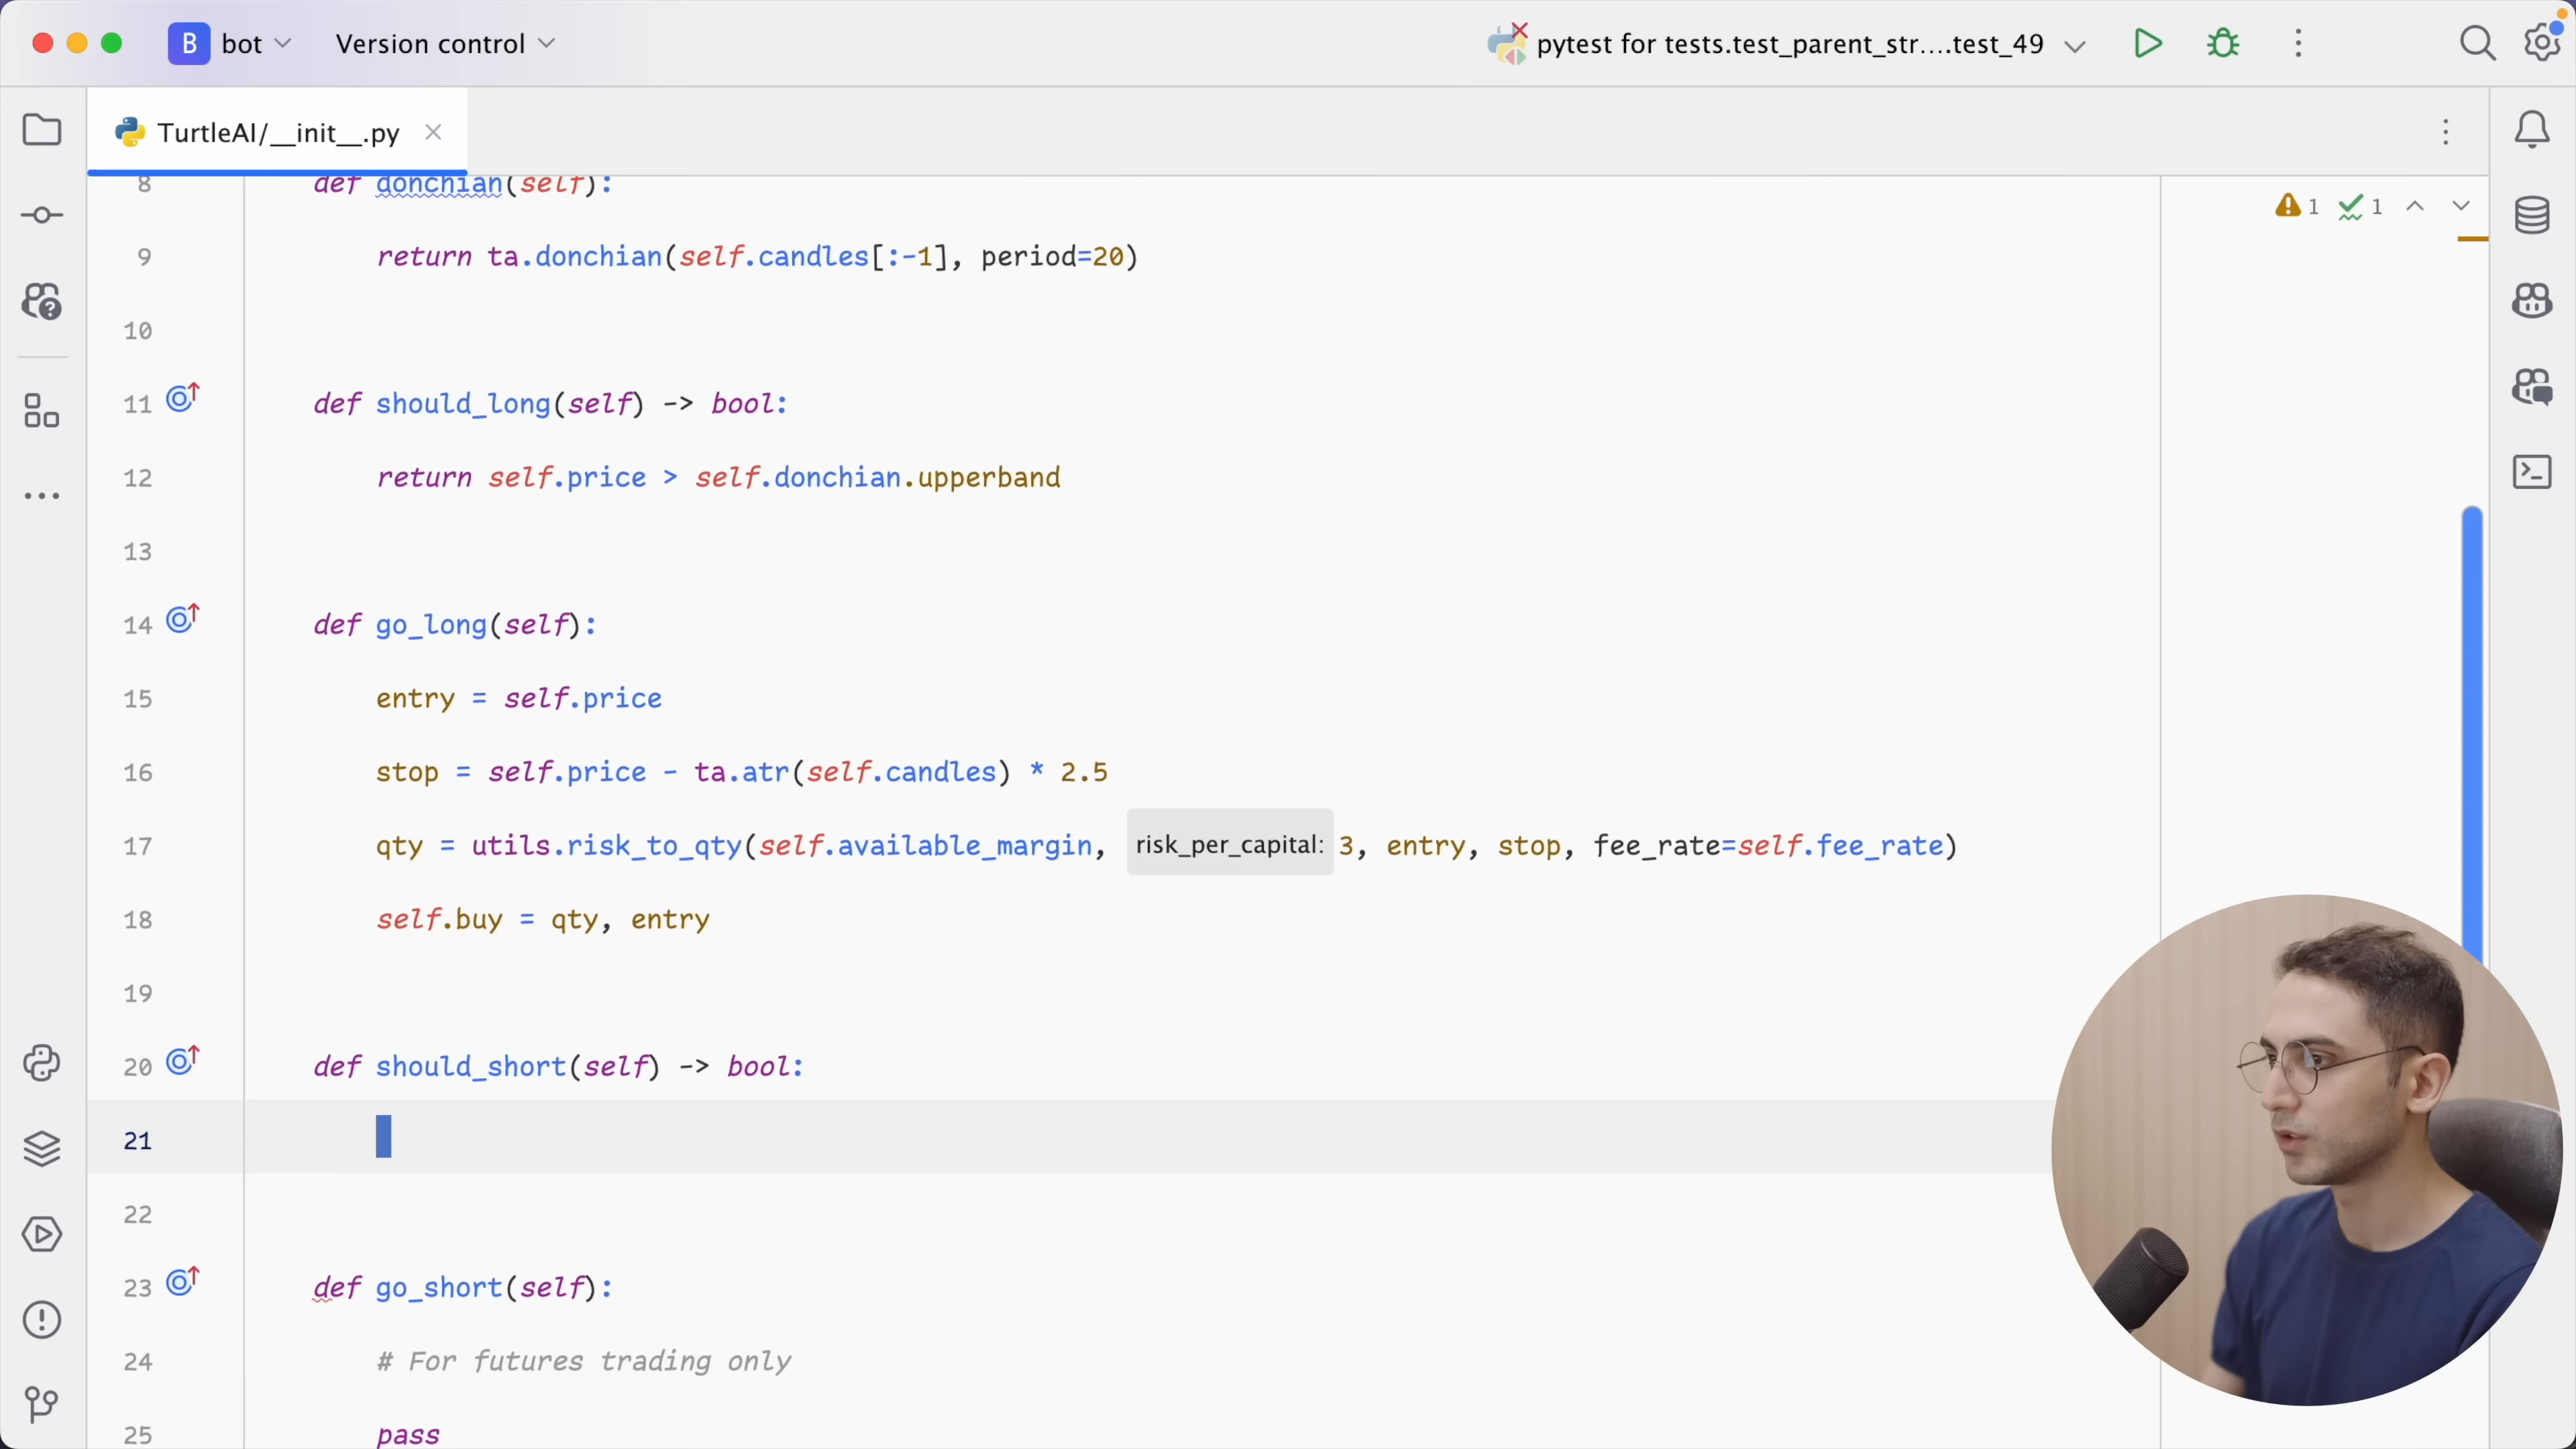 B bot Version control pytest for tests.test_parent_str....test_49
TurtleAI/__init__.py
1 1
8 def donchian(self):
9 return ta.donchian(self.candles[:-1], period=20)
10
11 def should_long(self) -> bool:
12 return self.price > self.donchian.upperband
13
14 def go_long(self):
15 entry = self.price
16 stop = self.price - ta.atr(self.candles) * 2.5
17 qty = utils.risk_to_qty(self.available_margin, risk_per_capital: 3, entry, stop, fee_rate=self.fee_rate)
18 self.buy = qty, entry
19
20 def should_short(self) -> bool:
21
22
23 def go_short(self):
24 # For futures trading only
25 pass